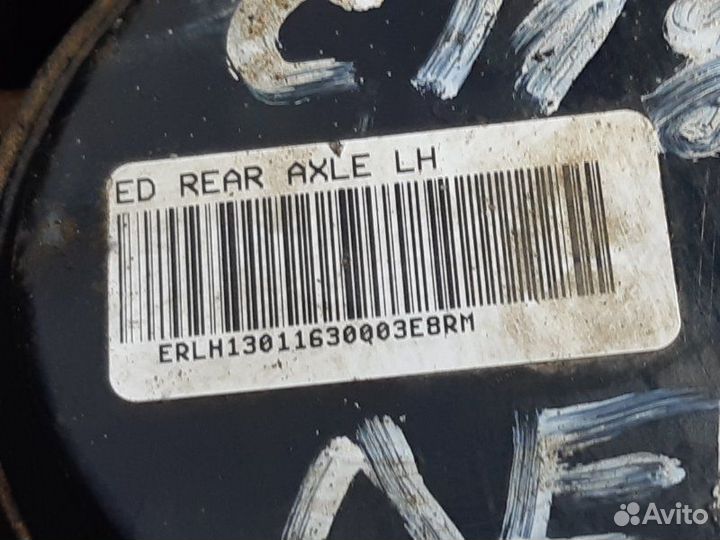 ED REAR AXLE LH
ERLH13011630003E8RM
Avito